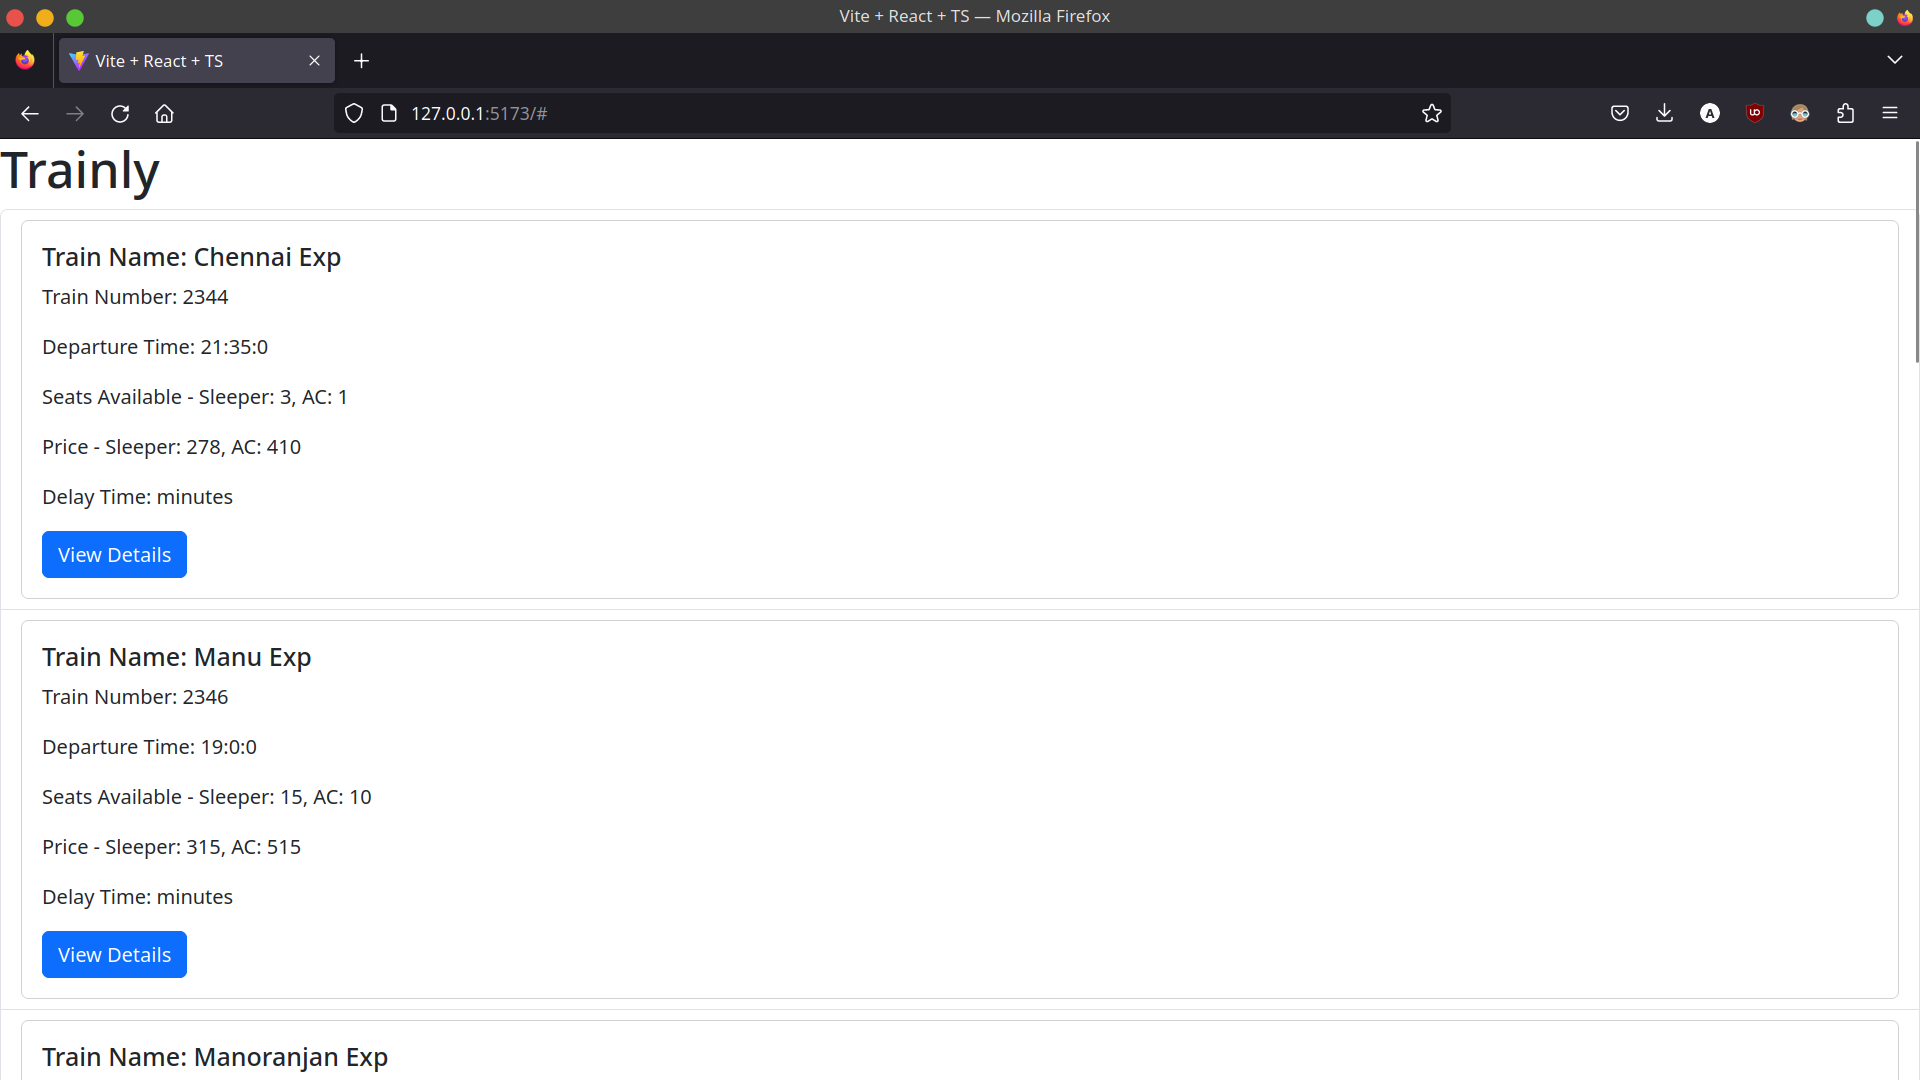 Vite + React + TS — Mozilla Firefox
Vite + React + TS
127.0.0.1:5173/#
A
Trainly
Train Name: Chennai Exp
Train Number: 2344
Departure Time: 21:35:0
Seats Available - Sleeper: 3, AC: 1
Price - Sleeper: 278, AC: 410
Delay Time: minutes
View Details
Train Name: Manu Exp
Train Number: 2346
Departure Time: 19:0:0
Seats Available - Sleeper: 15, AC: 10
Price - Sleeper: 315, AC: 515
Delay Time: minutes
View Details
Train Name: Manoranjan Exp